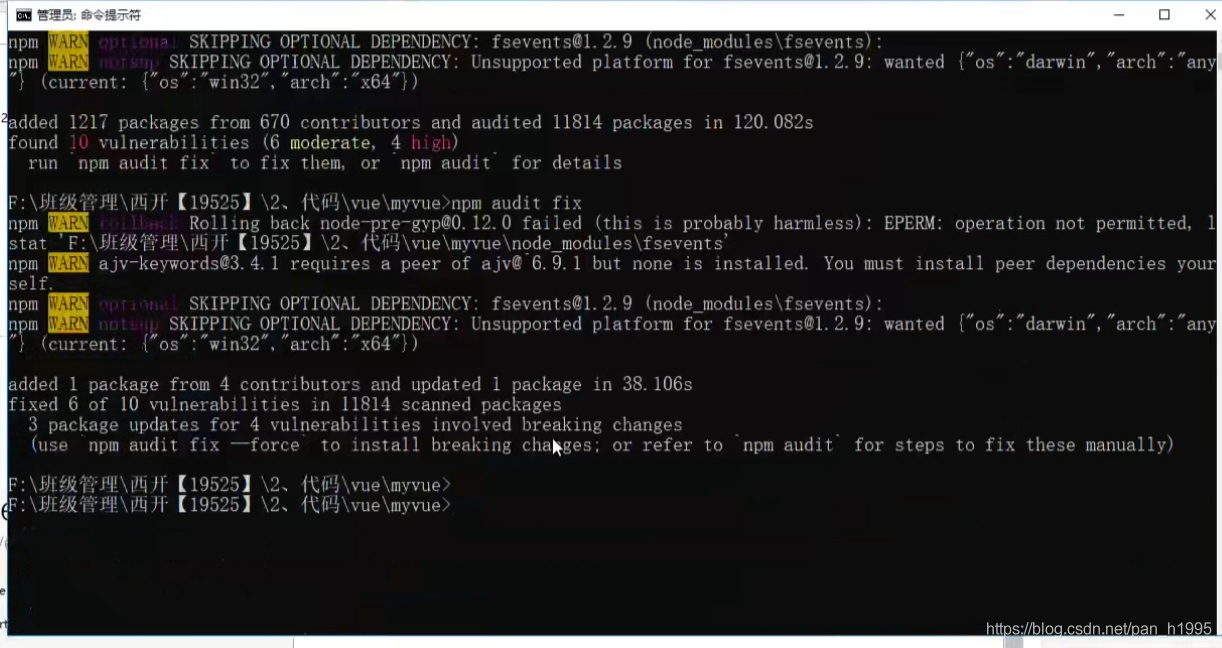 管理员: 命令提示符
npm WARN optional SKIPPING OPTIONAL DEPENDENCY: fsevents@1.2.9 (node_modules\fsevents):
npm WARN notsup SKIPPING OPTIONAL DEPENDENCY: Unsupported platform for fsevents@1.2.9: wanted {"os":"darwin","arch":"any
"} (current: {"os":"win32","arch":"x64"})
added 1217 packages from 670 contributors and audited 11814 packages in 120.082s
found 10 vulnerabilities (6 moderate, 4 high)
run `npm audit fix` to fix them, or `npm audit` for details
F:\班级管理\西开【19525】\2、代码\vue\myvue>npm audit fix
npm WARN rollback Rolling back node-pre-gyp@0.12.0 failed (this is probably harmless): EPERM: operation not permitted, l
stat 'F:\班级管理\西开【19525】\2、代码\vue\myvue\node_modules\fsevents'
npm WARN ajv-keywords@3.4.1 requires a peer of ajv@^6.9.1 but none is installed. You must install peer dependencies your
self.
npm WARN optional SKIPPING OPTIONAL DEPENDENCY: fsevents@1.2.9 (node_modules\fsevents):
npm WARN notsup SKIPPING OPTIONAL DEPENDENCY: Unsupported platform for fsevents@1.2.9: wanted {"os":"darwin","arch":"any
"} (current: {"os":"win32","arch":"x64"})
added 1 package from 4 contributors and updated 1 package in 38.106s
fixed 6 of 10 vulnerabilities in 11814 scanned packages
3 package updates for 4 vulnerabilities involved breaking changes
(use `npm audit fix --force` to install breaking changes; or refer to `npm audit` for steps to fix these manually)
F:\班级管理\西开【19525】\2、代码\vue\myvue>
F:\班级管理\西开【19525】\2、代码\vue\myvue>
https://blog.csdn.net/pan_h1995